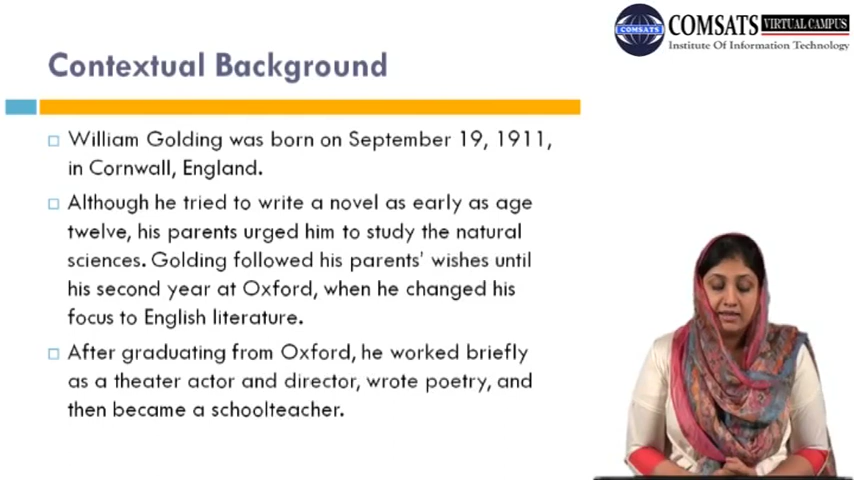 COMSATS VIRTUAL CAMPUS
COMSATS
Institute Of Information Technology
Contextual Background
William Golding was born on September 19, 1911,
in Cornwall, England.
Although he tried to write a novel as early as age
twelve, his parents urged him to study the natural
sciences. Golding followed his parents' wishes until
his second year at Oxford, when he changed his
focus to English literature.
After graduating from Oxford, he worked briefly
as a theater actor and director, wrote poetry, and
then became a schoolteacher.